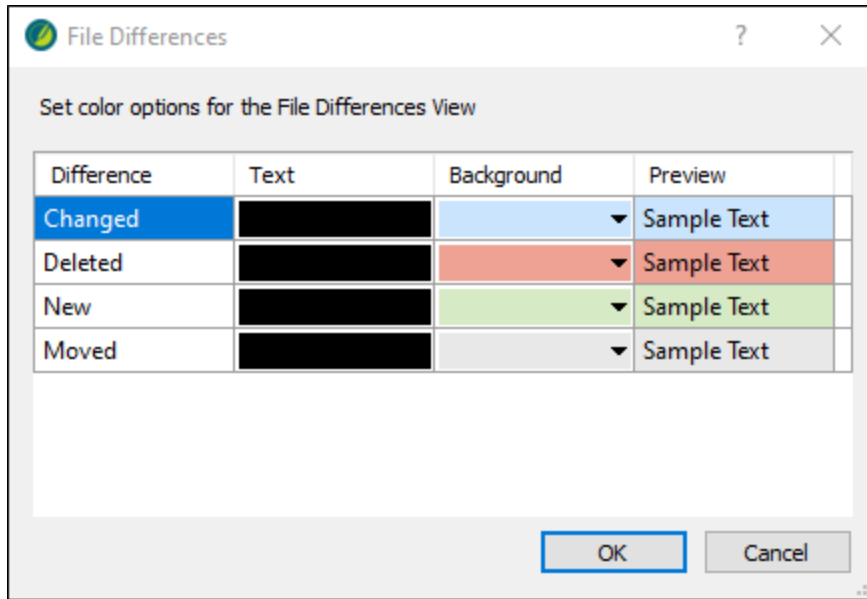 File Differences ?
Set color options for the File Differences View
Difference Text Background Preview
Changed Sample Text
Deleted Sample Text
New Sample Text
Moved Sample Text
OK Cancel